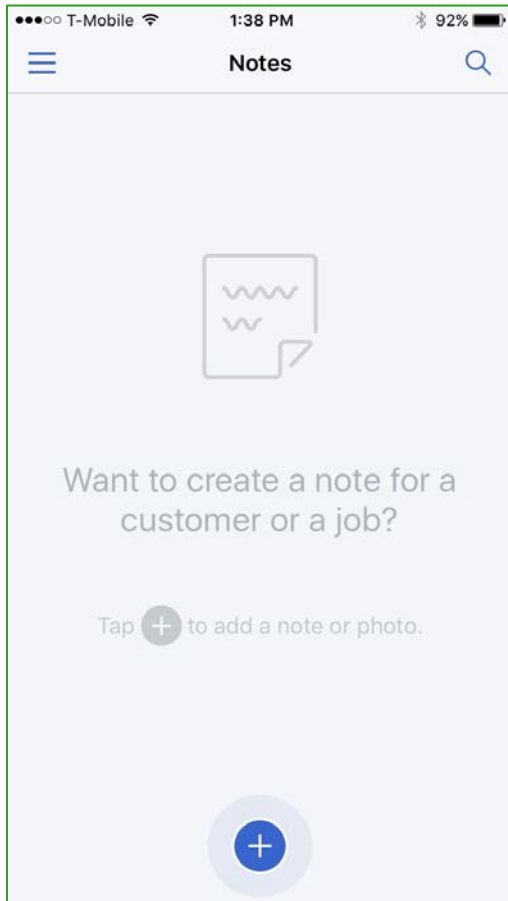 T-Mobile 1:38 PM 92%
Notes
Want to create a note for a
customer or a job?
Tap + to add a note or photo.
+